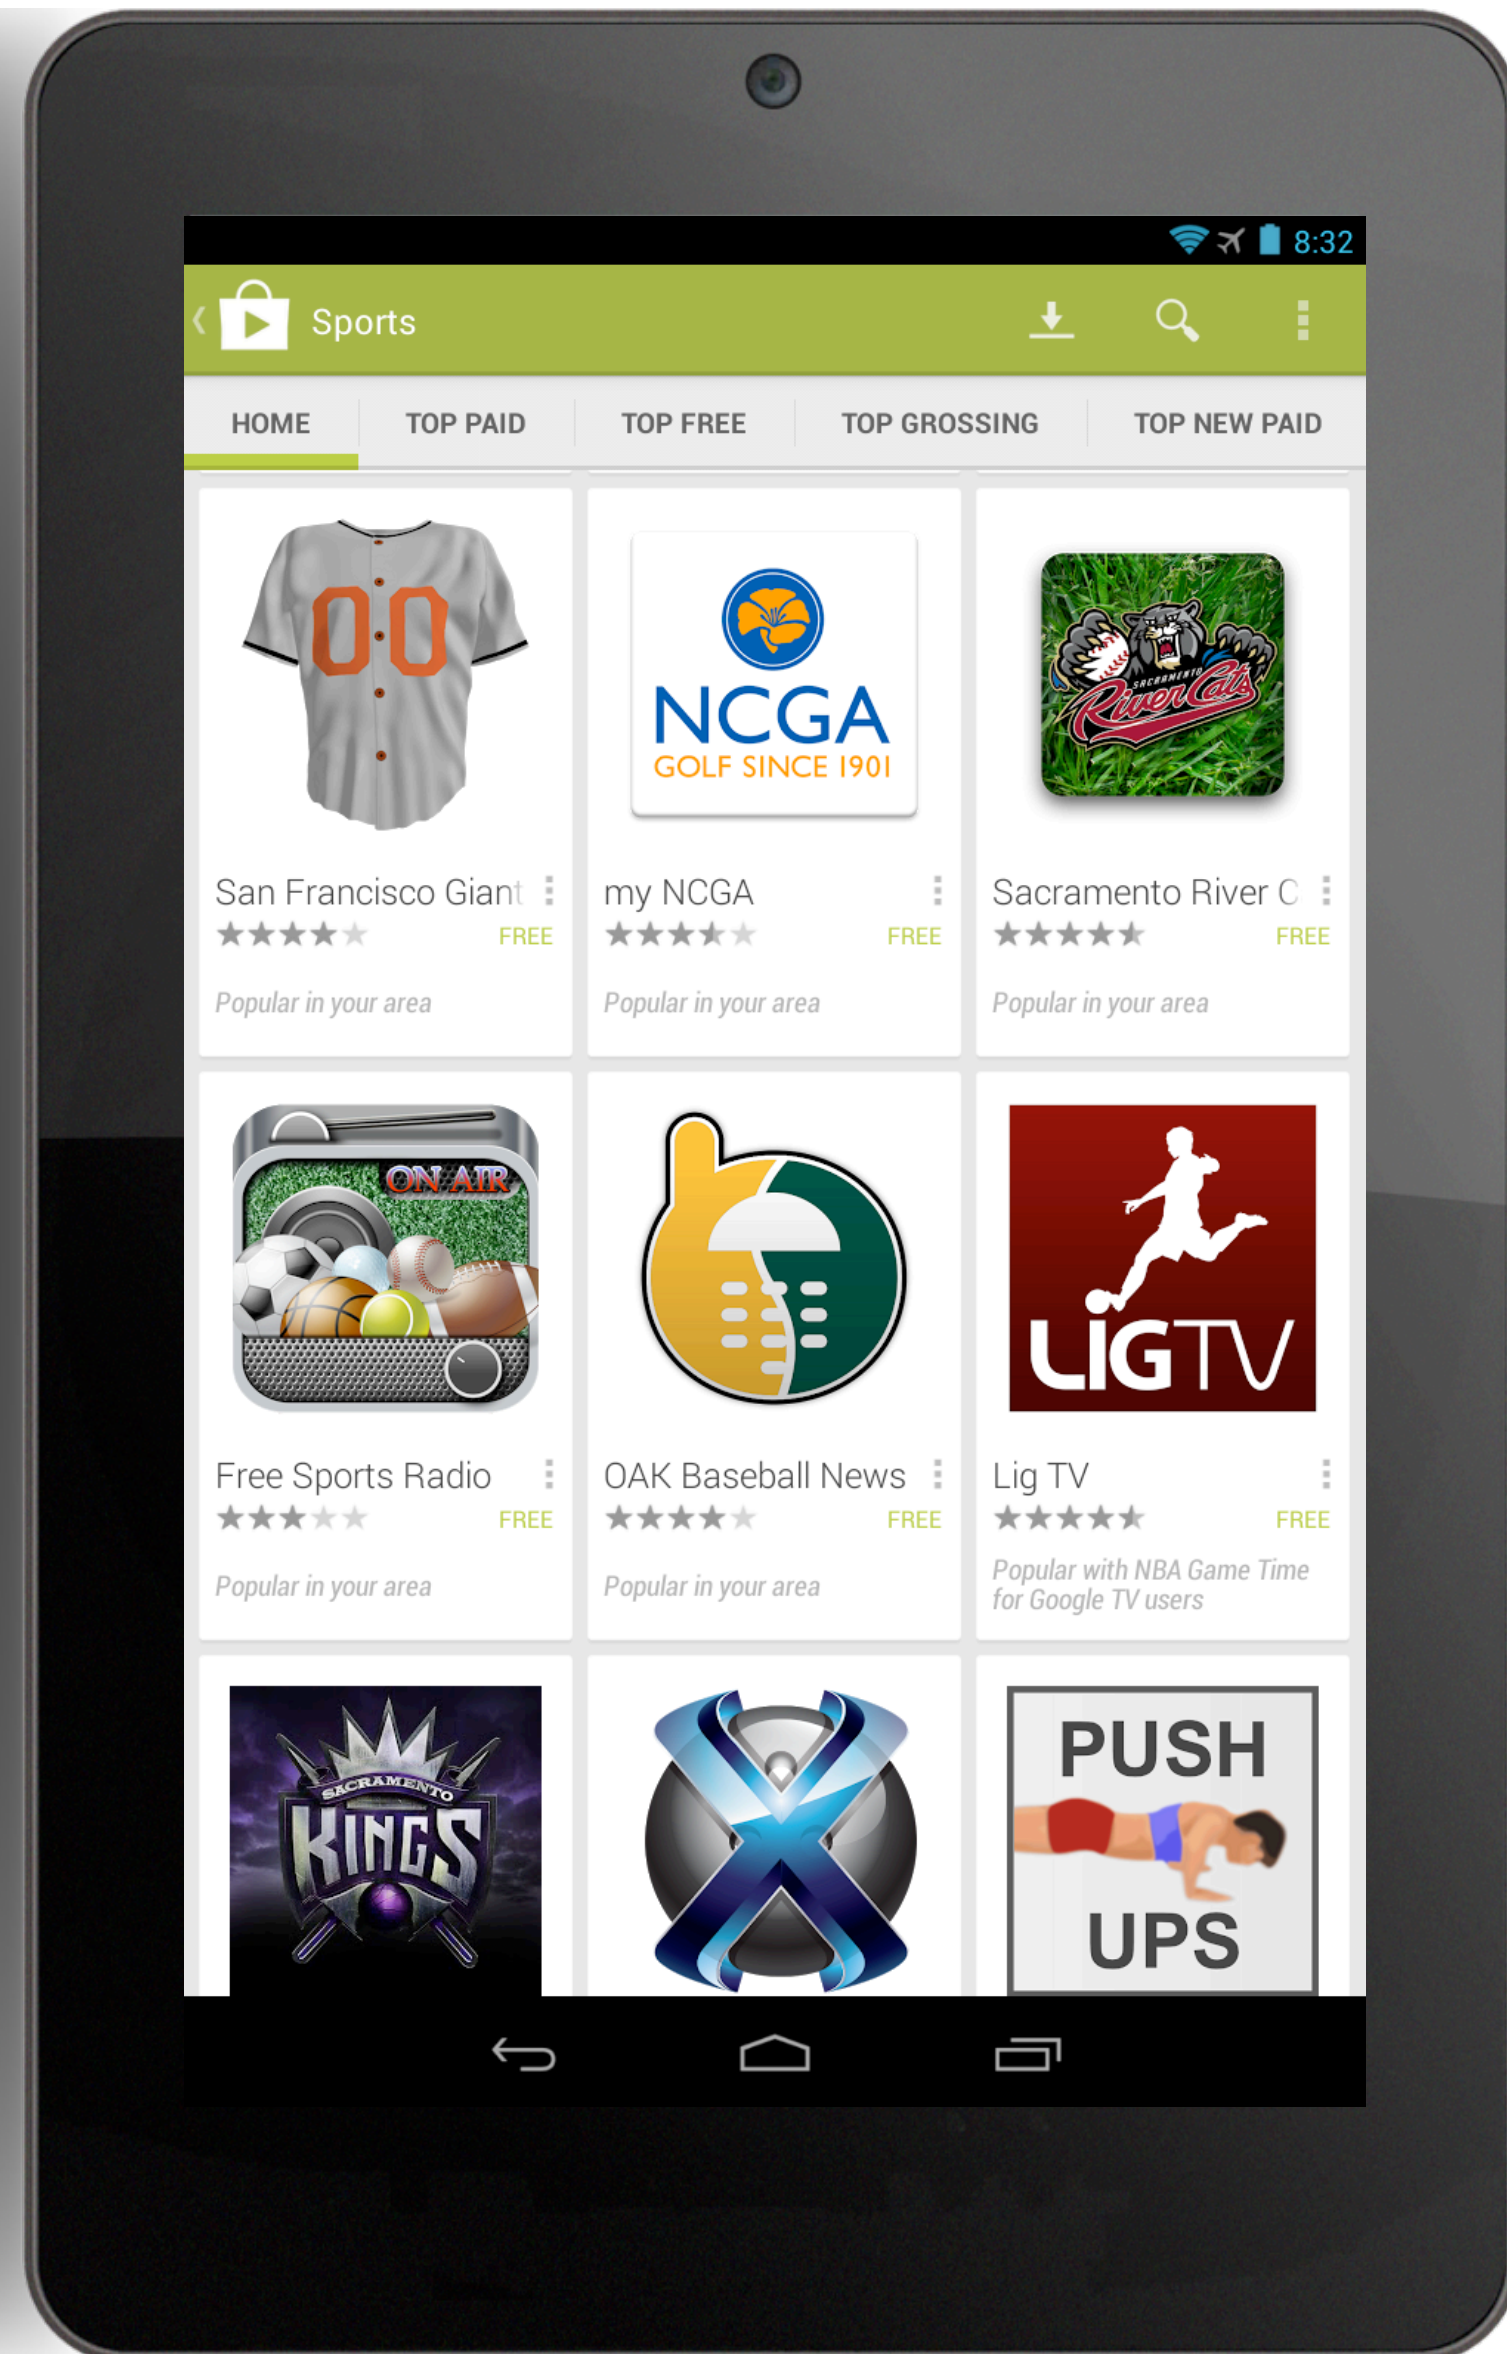 8:32
Sports
HOME
TOP PAID
TOP FREE
TOP GROSSING
TOP NEW PAID
00
NCGA
GOLF SINCE 1901
SACRAMENTO
River Cats
San Francisco Giant
my NCGA
Sacramento River C
FREE
FREE
FREE
Popular in your area
Popular in your area
Popular in your area
ON AIR
LiGTV
Free Sports Radio
OAK Baseball News
Lig TV
FREE
FREE
FREE
Popular in your area
Popular in your area
Popular with NBA Game Time
for Google TV users
SACRAMENTO
KINGS
PUSH
UPS